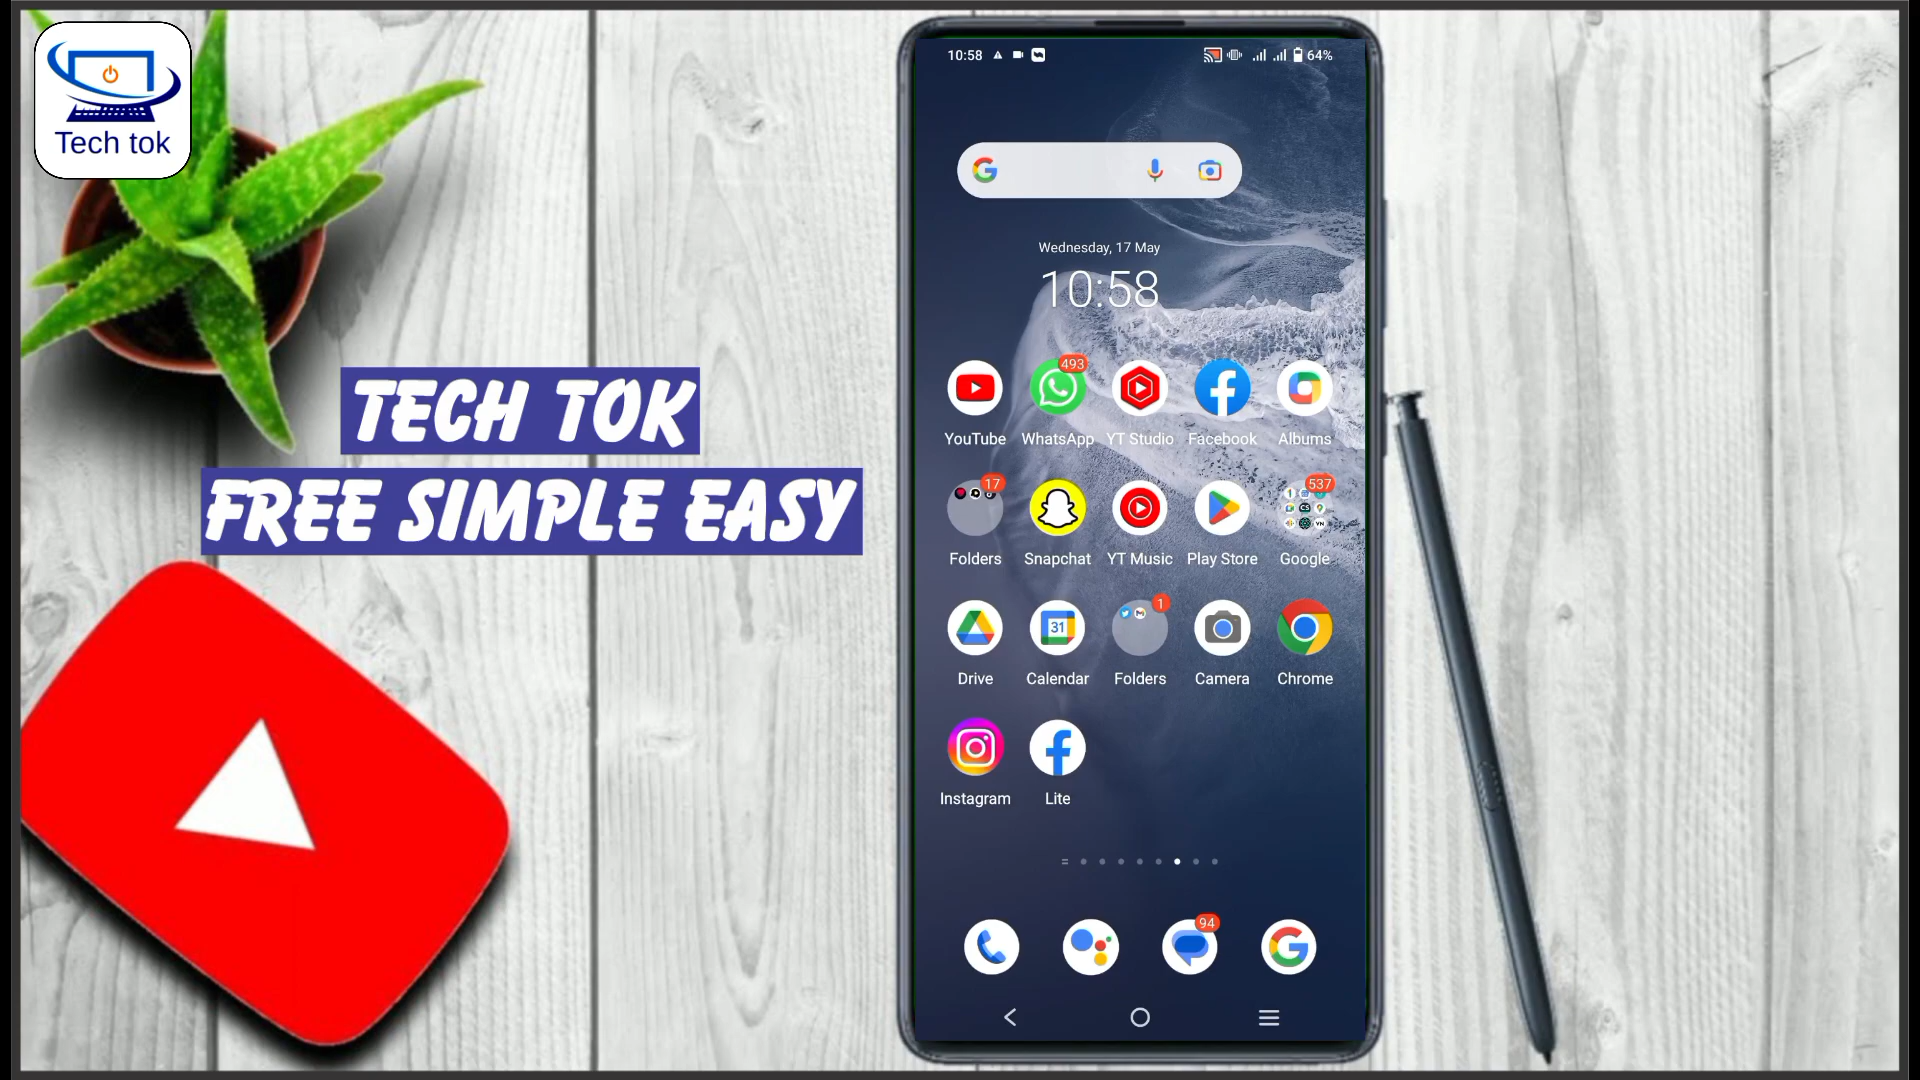 Tech tok
TECH TOK
FREE SIMPLE EASY
10:58 64%
Wednesday, 17 May
10:58
493
YouTube WhatsApp YT Studio Facebook Albums
17 537
Folders Snapchat YT Music Play Store Google
31 1
Drive Calendar Folders Camera Chrome
Instagram Lite
94